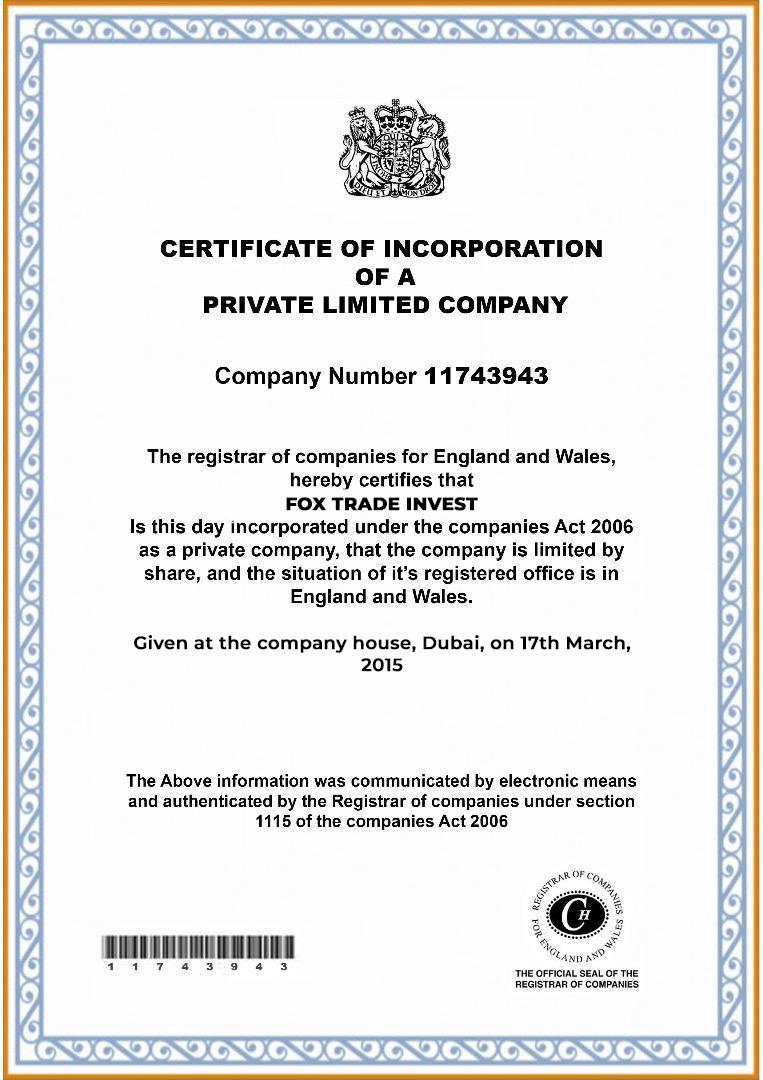 DIEU ET MON DROIT
CERTIFICATE OF INCORPORATION
OF A
PRIVATE LIMITED COMPANY
Company Number 11743943
The registrar of companies for England and Wales,
hereby certifies that
FOX TRADE INVEST
Is this day incorporated under the companies Act 2006
as a private company, that the company is limited by
share, and the situation of it's registered office is in
England and Wales.
Given at the company house, Dubai, on 17th March,
2015
The Above information was communicated by electronic means
and authenticated by the Registrar of companies under section
1115 of the companies Act 2006
REGISTRAR OF COMPANIES
FOR ENGLAND AND WALES
CH
THE OFFICIAL SEAL OF THE
REGISTRAR OF COMPANIES
1 1 7 4 3 9 4 3